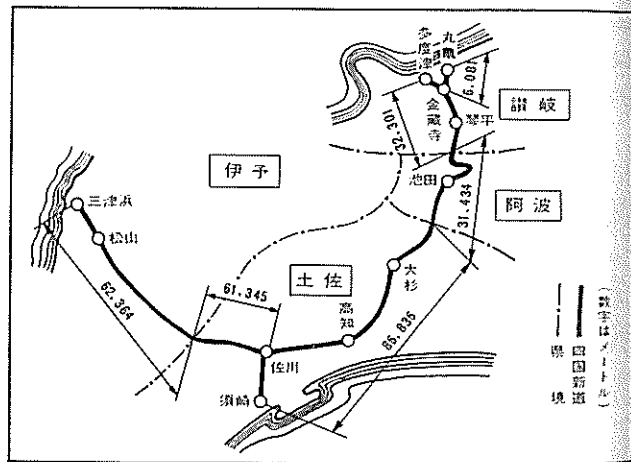 丸亀
多度津
6.081
讃岐
金蔵寺
琴平
32.301
伊予
池田
31.434
阿波
三津浜
松山
大杉
土佐
61.345
高知
62.364
85.836
佐川
須崎
(数字はメートル)
四国新道
県境